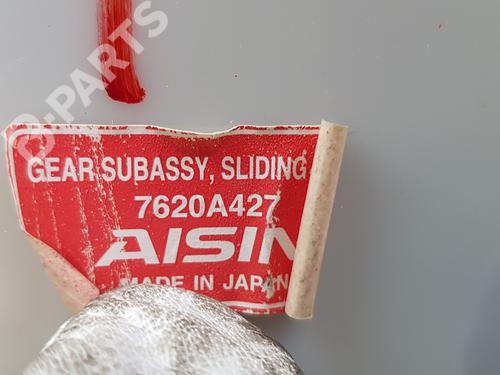 B-PARTS
GEAR SUBASSY, SLIDING
7620A427
AISIN
MADE IN JAPAN